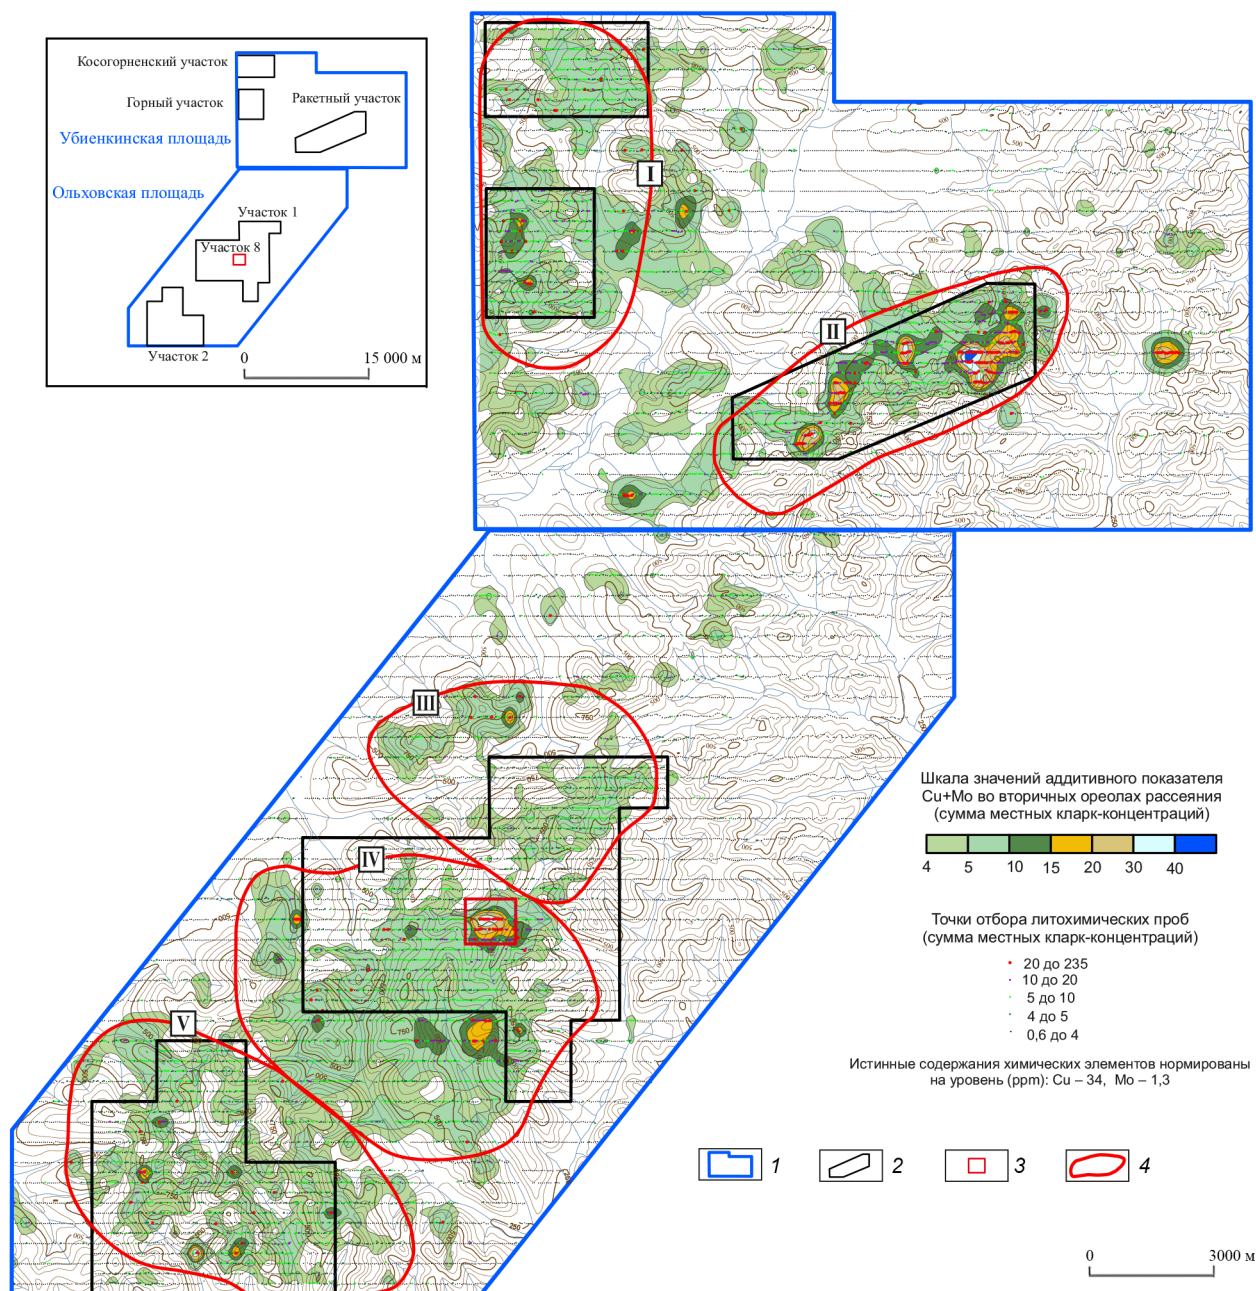 Косогорненский участок
Горный участок
Ракетный участок
Убиенкинская площадь
Ольховская площадь
Участок 1
Участок 8
Участок 2
0 15 000 м
I
II
III
IV
V
Шкала значений аддитивного показателя
Cu+Mo во вторичных ореолах рассеяния
(сумма местных кларк-концентраций)
4 5 10 15 20 30 40
Точки отбора литохимических проб
(сумма местных кларк-концентраций)
20 до 235
10 до 20
5 до 10
4 до 5
0,6 до 4
Истинные содержания химических элементов нормированы
на уровень (ppm): Cu – 34, Mo – 1,3
1 2 3 4
0 3000 м